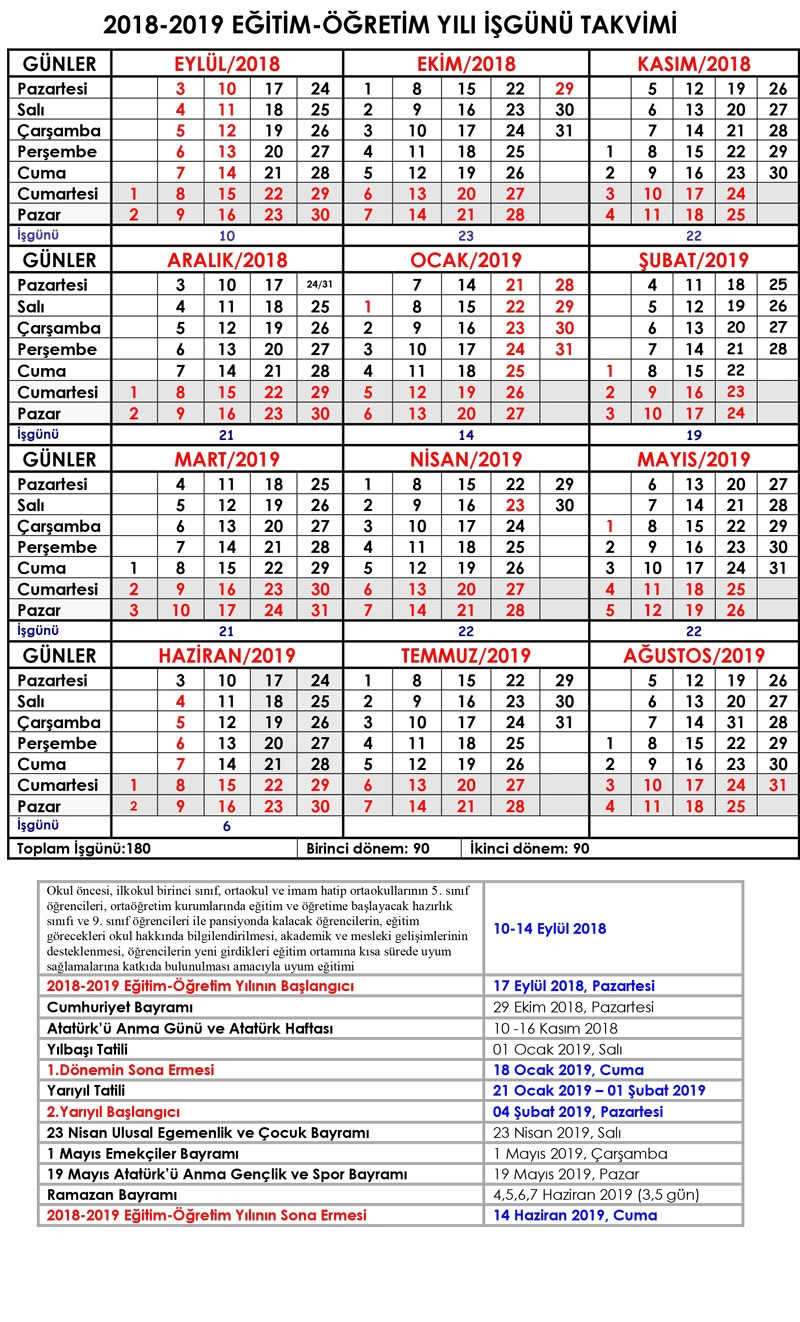 2018-2019 EĞİTİM-ÖĞRETİM YILI İŞGÜNÜ TAKVİMİ
GÜNLER EYLÜL/2018 EKİM/2018 KASIM/2018
Pazartesi 3 10 17 24 1 8 15 22 29 5 12 19 26
Salı 4 11 18 25 2 9 16 23 30 6 13 20 27
Çarşamba 5 12 19 26 3 10 17 24 31 7 14 21 28
Perşembe 6 13 20 27 4 11 18 25 1 8 15 22 29
Cuma 7 14 21 28 5 12 19 26 2 9 16 23 30
Cumartesi 1 8 15 22 29 6 13 20 27 3 10 17 24
Pazar 2 9 16 23 30 7 14 21 28 4 11 18 25
İşgünü 10 23 22
GÜNLER ARALIK/2018 OCAK/2019 ŞUBAT/2019
Pazartesi 3 10 17 24/31 7 14 21 28 4 11 18 25
Salı 4 11 18 25 1 8 15 22 29 5 12 19 26
Çarşamba 5 12 19 26 2 9 16 23 30 6 13 20 27
Perşembe 6 13 20 27 3 10 17 24 31 7 14 21 28
Cuma 7 14 21 28 4 11 18 25 1 8 15 22
Cumartesi 1 8 15 22 29 5 12 19 26 2 9 16 23
Pazar 2 9 16 23 30 6 13 20 27 3 10 17 24
İşgünü 21 14 19
GÜNLER MART/2019 NİSAN/2019 MAYIS/2019
Pazartesi 4 11 18 25 1 8 15 22 29 6 13 20 27
Salı 5 12 19 26 2 9 16 23 30 7 14 21 28
Çarşamba 6 13 20 27 3 10 17 24 1 8 15 22 29
Perşembe 7 14 21 28 4 11 18 25 2 9 16 23 30
Cuma 1 8 15 22 29 5 12 19 26 3 10 17 24 31
Cumartesi 2 9 16 23 30 6 13 20 27 4 11 18 25
Pazar 3 10 17 24 31 7 14 21 28 5 12 19 26
İşgünü 21 22 22
GÜNLER HAZİRAN/2019 TEMMUZ/2019 AĞUSTOS/2019
Pazartesi 3 10 17 24 1 8 15 22 29 5 12 19 26
Salı 4 11 18 25 2 9 16 23 30 6 13 20 27
Çarşamba 5 12 19 26 3 10 17 24 31 7 14 31 28
Perşembe 6 13 20 27 4 11 18 25 1 8 15 22 29
Cuma 7 14 21 28 5 12 19 26 2 9 16 23 30
Cumartesi 1 8 15 22 29 6 13 20 27 3 10 17 24 31
Pazar 2 9 16 23 30 7 14 21 28 4 11 18 25
İşgünü 6
Toplam İşgünü:180 Birinci dönem: 90 İkinci dönem: 90
Okul öncesi, ilkokul birinci sınıf, ortaokul ve imam hatip ortaokullarının 5. sınıf
öğrencileri, ortaöğretim kurumlarında eğitim ve öğretime başlayacak hazırlık
sınıfı ve 9. sınıf öğrencileri ile pansiyonda kalacak öğrencilerin, eğitim
görecekleri okul hakkında bilgilendirilmesi, akademik ve mesleki gelişimlerinin
desteklenmesi, öğrencilerin yeni girdikleri eğitim ortamına kısa sürede uyum
sağlamalarına katkıda bulunulması amacıyla uyum eğitimi
10-14 Eylül 2018
2018-2019 Eğitim-Öğretim Yılının Başlangıcı 17 Eylül 2018, Pazartesi
Cumhuriyet Bayramı 29 Ekim 2018, Pazartesi
Atatürk’ü Anma Günü ve Atatürk Haftası 10 -16 Kasım 2018
Yılbaşı Tatili 01 Ocak 2019, Salı
1.Dönemin Sona Ermesi 18 Ocak 2019, Cuma
Yarıyıl Tatili 21 Ocak 2019 – 01 Şubat 2019
2.Yarıyıl Başlangıcı 04 Şubat 2019, Pazartesi
23 Nisan Ulusal Egemenlik ve Çocuk Bayramı 23 Nisan 2019, Salı
1 Mayıs Emekçiler Bayramı 1 Mayıs 2019, Çarşamba
19 Mayıs Atatürk’ü Anma Gençlik ve Spor Bayramı 19 Mayıs 2019, Pazar
Ramazan Bayramı 4,5,6,7 Haziran 2019 (3,5 gün)
2018-2019 Eğitim-Öğretim Yılının Sona Ermesi 14 Haziran 2019, Cuma